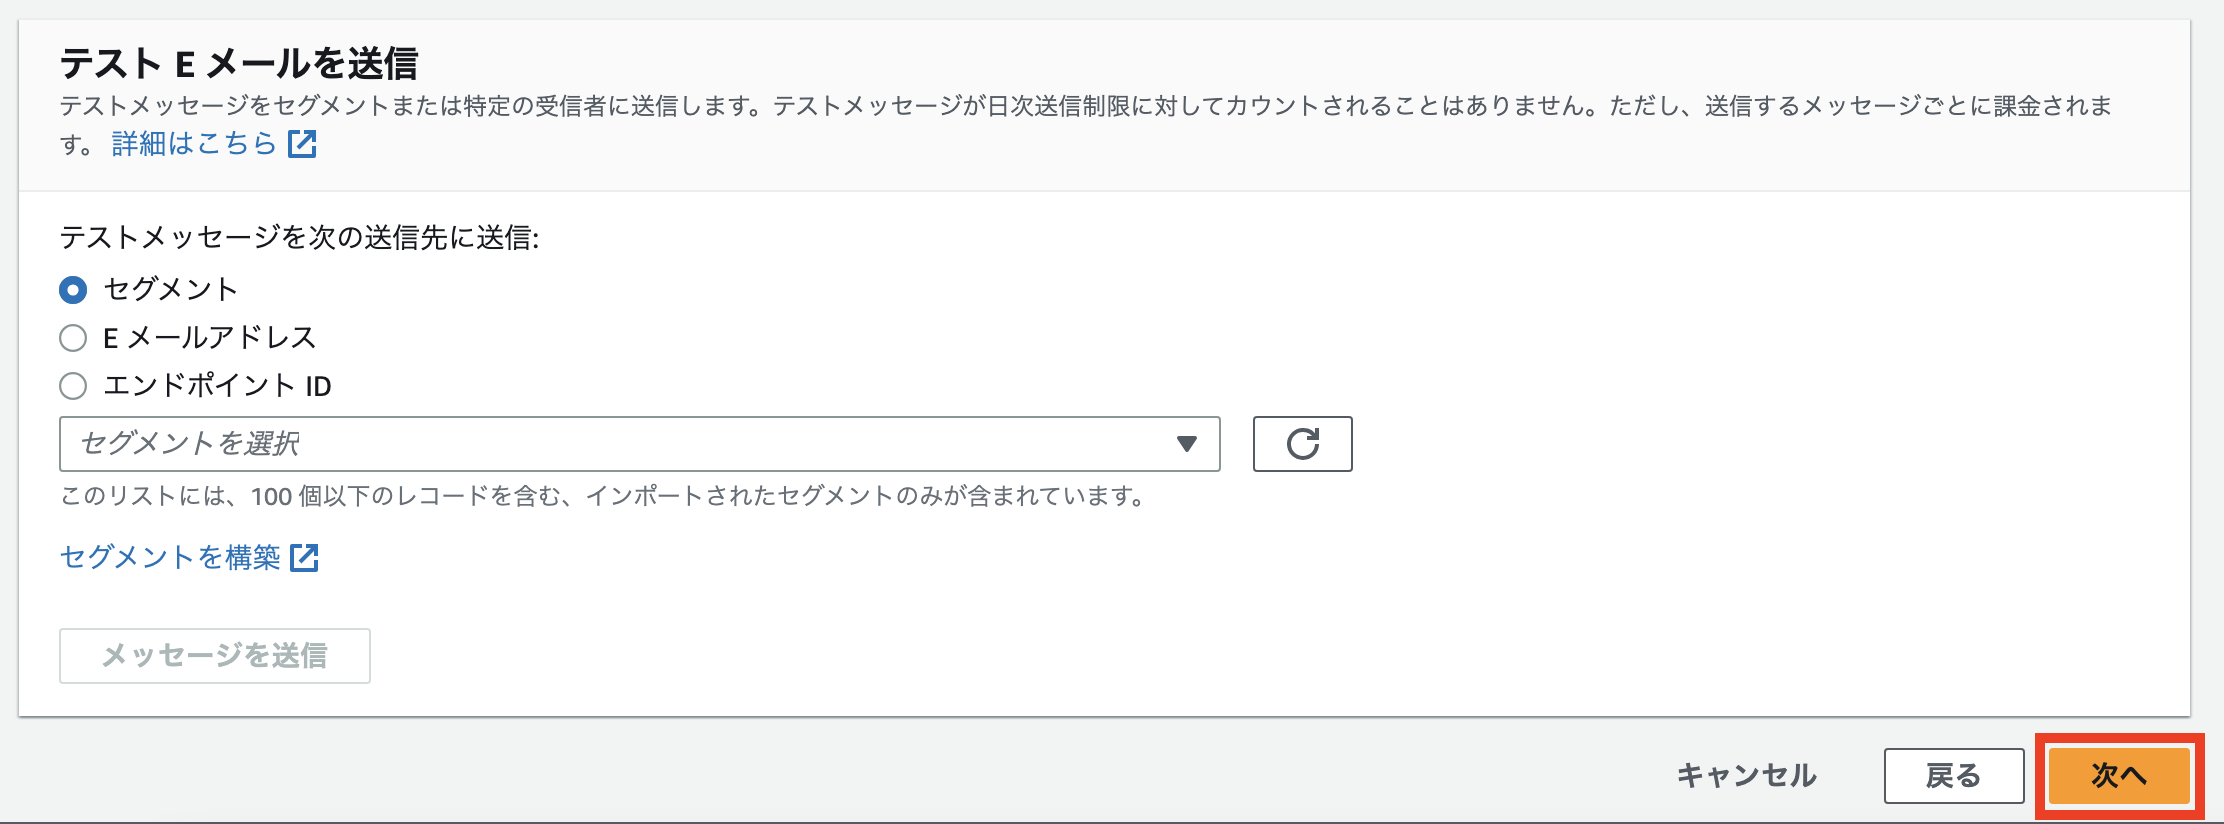 テスト E メールを送信
テストメッセージをセグメントまたは特定の受信者に送信します。テストメッセージが日次送信制限に対してカウントされることはありません。ただし、送信するメッセージごとに課金されま
す。 詳細はこちら
テストメッセージを次の送信先に送信:
セグメント
E メールアドレス
エンドポイント ID
セグメントを選択
このリストには、100 個以下のレコードを含む、インポートされたセグメントのみが含まれています。
セグメントを構築
メッセージを送信
キャンセル 戻る 次へ